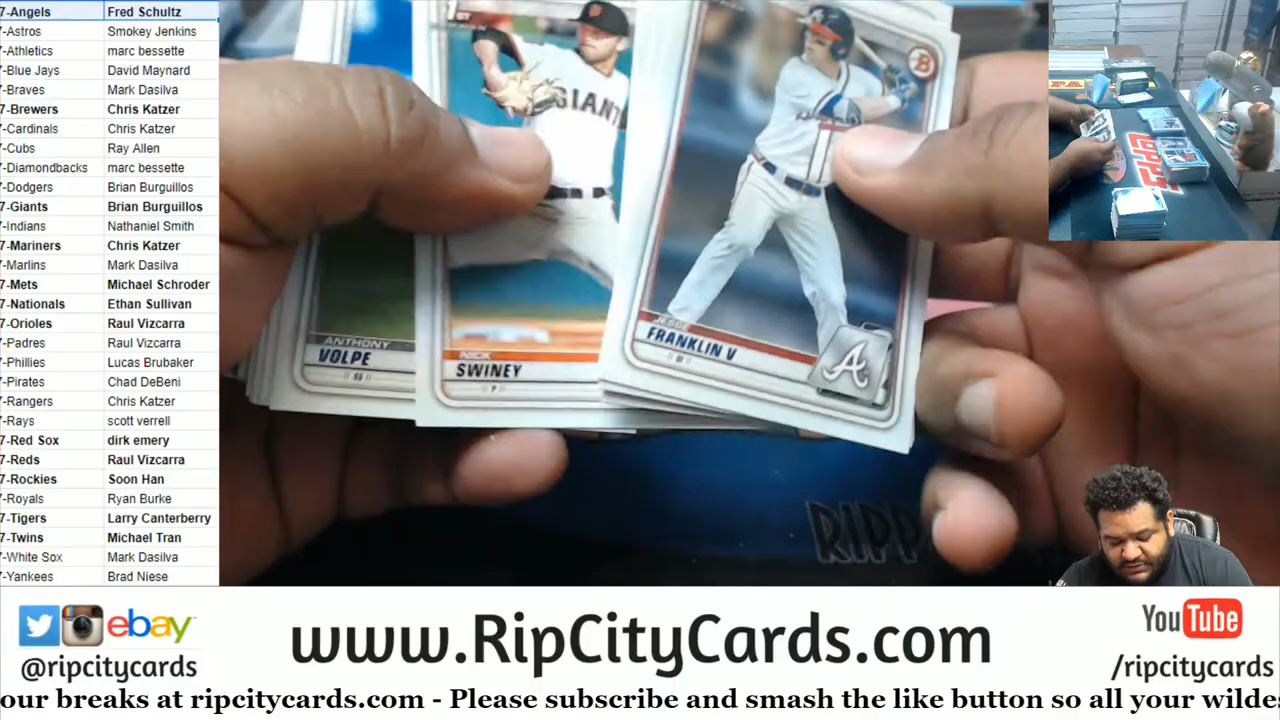 7-Angels Fred Schultz
7-Astros Smokey Jenkins
7-Athletics marc bessette
7-Blue Jays David Maynard
7-Braves Mark Dasilva
7-Brewers Chris Katzer
7-Cardinals Chris Katzer
7-Cubs Ray Allen
7-Diamondbacks marc bessette
7-Dodgers Brian Burguillos
7-Giants Brian Burguillos
7-Indians Nathaniel Smith
7-Mariners Chris Katzer
7-Marlins Mark Dasilva
7-Mets Michael Schroder
7-Nationals Ethan Sullivan
7-Orioles Raul Vizcarra
7-Padres Raul Vizcarra
7-Phillies Lucas Brubaker
7-Pirates Chad DeBeni
7-Rangers Chris Katzer
7-Rays scott verrell
7-Red Sox dirk emery
7-Reds Raul Vizcarra
7-Rockies Soon Han
7-Royals Ryan Burke
7-Tigers Larry Canterberry
7-Twins Michael Tran
7-White Sox Mark Dasilva
7-Yankees Brad Niese
GIANT
B
ANTHONY
VOLPE
SS
NICK
SWINEY
P
JESSE
FRANKLIN V
A
RIPP
TOPPS
ebay
@ripcitycards
www.RipCityCards.com
YouTube
/ripcitycards
our breaks at ripcitycards.com - Please subscribe and smash the like button so all your wilde